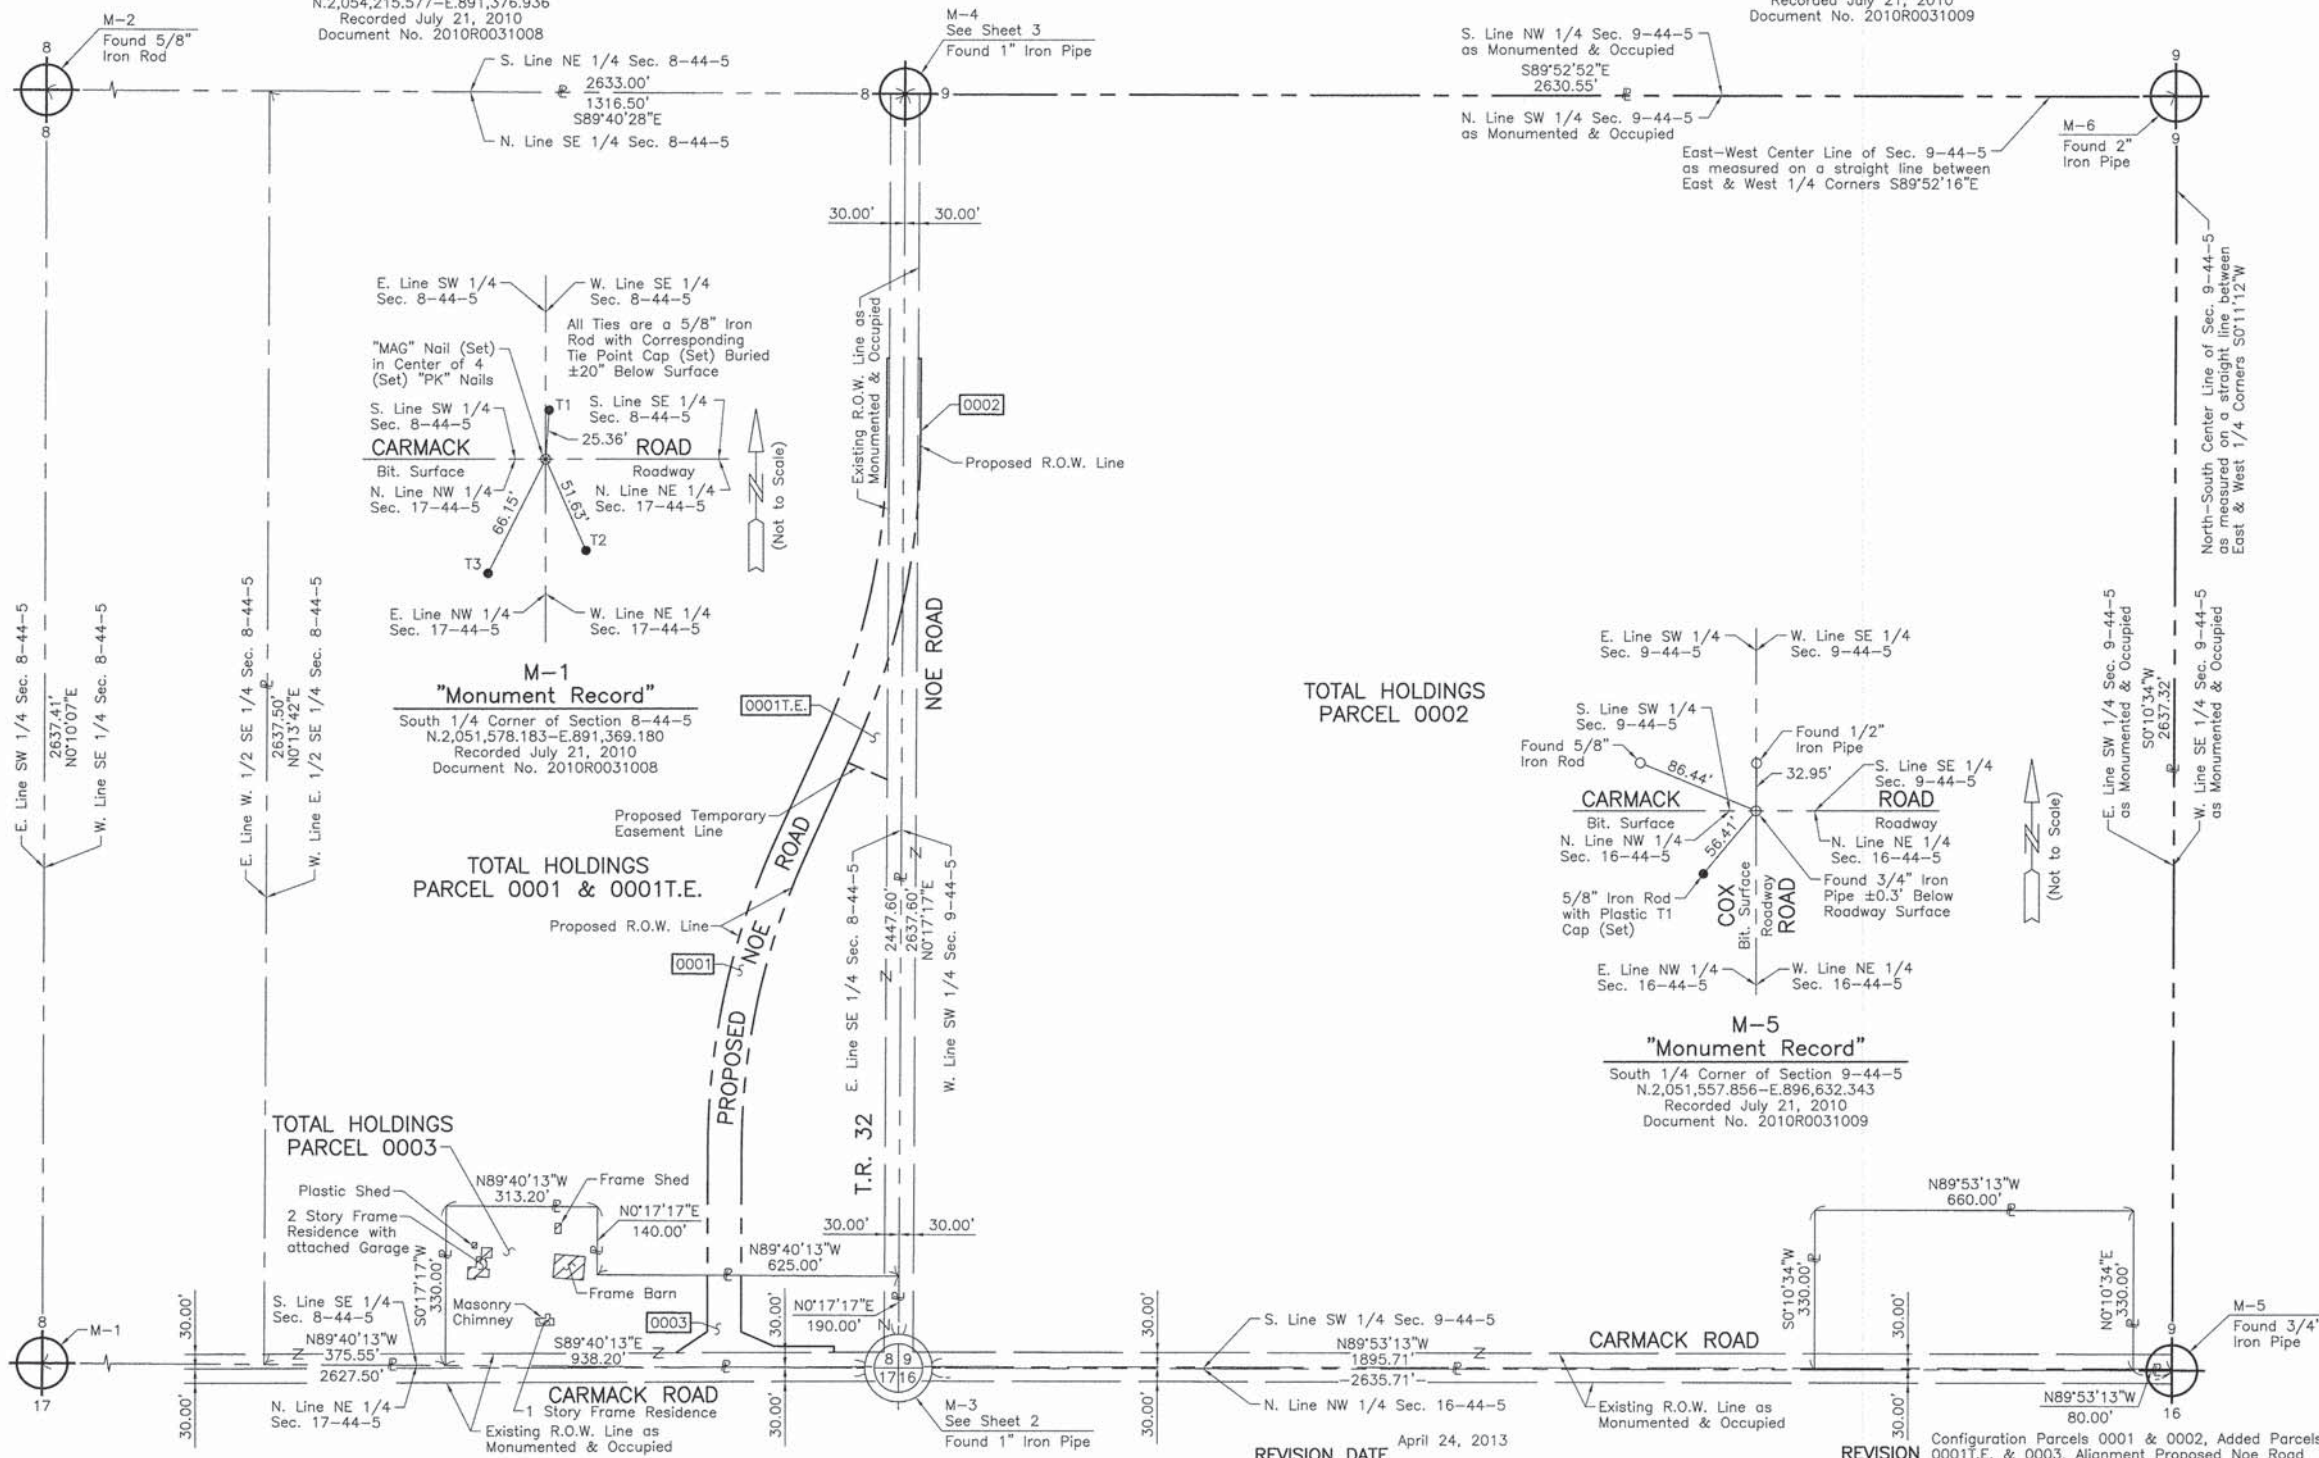 N.2,054,215.577-E.891,376.936
Recorded July 21, 2010
Document No. 2010R0031008
M-2
Found 5/8"
Iron Rod
8
8
S. Line NE 1/4 Sec. 8-44-5
2633.00'
1316.50'
S89°40'28"E
N. Line SE 1/4 Sec. 8-44-5
M-4
See Sheet 3
Found 1" Iron Pipe
8
9
Recorded July 21, 2010
Document No. 2010R0031009
S. Line NW 1/4 Sec. 9-44-5
as Monumented & Occupied
S89°52'52"E
2630.55'
N. Line SW 1/4 Sec. 9-44-5
as Monumented & Occupied
East-West Center Line of Sec. 9-44-5
as measured on a straight line between
East & West 1/4 Corners S89°52'16"E
9
9
M-6
Found 2"
Iron Pipe
North-South Center Line of Sec. 9-44-5
as measured on a straight line between
East & West 1/4 Corners S0°11'12"W
30.00'
30.00'
Existing R.O.W. Line as
Monumented & Occupied
0002
Proposed R.O.W. Line
E. Line SW 1/4
Sec. 8-44-5
W. Line SE 1/4
Sec. 8-44-5
All Ties are a 5/8" Iron
Rod with Corresponding
Tie Point Cap (Set) Buried
±20" Below Surface
"MAG" Nail (Set)
in Center of 4
(Set) "PK" Nails
S. Line SW 1/4
Sec. 8-44-5
T1
S. Line SE 1/4
Sec. 8-44-5
25.36'
CARMACK
ROAD
Bit. Surface
Roadway
N. Line NW 1/4
Sec. 17-44-5
N. Line NE 1/4
Sec. 17-44-5
66.15'
51.63'
T2
T3
N
(Not to Scale)
E. Line NW 1/4
Sec. 17-44-5
W. Line NE 1/4
Sec. 17-44-5
M-1
"Monument Record"
South 1/4 Corner of Section 8-44-5
N.2,051,578.183-E.891,369.180
Recorded July 21, 2010
Document No. 2010R0031008
E. Line SW 1/4 Sec. 8-44-5
2637.41'
N0°10'07"E
W. Line SE 1/4 Sec. 8-44-5
E. Line W. 1/2 SE 1/4 Sec. 8-44-5
2637.50'
N0°13'42"E
W. Line E. 1/2 SE 1/4 Sec. 8-44-5
NOE ROAD
0001T.E.
Proposed Temporary
Easement Line
TOTAL HOLDINGS
PARCEL 0001 & 0001T.E.
Proposed R.O.W. Line
0001
PROPOSED NOE ROAD
E. Line SE 1/4 Sec. 8-44-5
2447.60'
2637.60'
N0°17'17"E
W. Line SW 1/4 Sec. 9-44-5
T.R. 32
TOTAL HOLDINGS
PARCEL 0002
E. Line SW 1/4
Sec. 9-44-5
W. Line SE 1/4
Sec. 9-44-5
S. Line SW 1/4
Sec. 9-44-5
Found 5/8"
Iron Rod
86.44'
Found 1/2"
Iron Pipe
32.95'
S. Line SE 1/4
Sec. 9-44-5
CARMACK
ROAD
Bit. Surface
Roadway
N. Line NW 1/4
Sec. 16-44-5
N. Line NE 1/4
Sec. 16-44-5
56.41'
5/8" Iron Rod
with Plastic T1
Cap (Set)
COX
ROAD
Bit. Surface
Roadway
Found 3/4" Iron
Pipe ±0.3' Below
Roadway Surface
E. Line NW 1/4
Sec. 16-44-5
W. Line NE 1/4
Sec. 16-44-5
N
(Not to Scale)
M-5
"Monument Record"
South 1/4 Corner of Section 9-44-5
N.2,051,557.856-E.896,632.343
Recorded July 21, 2010
Document No. 2010R0031009
E. Line SW 1/4 Sec. 9-44-5
as Monumented & Occupied
S0°10'34"W
2637.32'
W. Line SE 1/4 Sec. 9-44-5
as Monumented & Occupied
TOTAL HOLDINGS
PARCEL 0003
Plastic Shed
2 Story Frame
Residence with
attached Garage
N89°40'13"W
313.20'
Frame Shed
N0°17'17"E
140.00'
S0°17'17"W
330.00'
N89°40'13"W
625.00'
Frame Barn
Masonry
Chimney
0003
30.00'
30.00'
N0°17'17"E
190.00'
8
M-1
17
30.00'
30.00'
S. Line SE 1/4
Sec. 8-44-5
N89°40'13"W
375.55'
2627.50'
N. Line NE 1/4
Sec. 17-44-5
S89°40'13"E
938.20'
CARMACK ROAD
1 Story Frame Residence
Existing R.O.W. Line as
Monumented & Occupied
30.00'
30.00'
8 9
17 16
M-3
See Sheet 2
Found 1" Iron Pipe
30.00'
30.00'
S. Line SW 1/4 Sec. 9-44-5
N89°53'13"W
1895.71'
2635.71'
N. Line NW 1/4 Sec. 16-44-5
CARMACK ROAD
Existing R.O.W. Line as
Monumented & Occupied
N89°53'13"W
660.00'
S0°10'34"W
330.00'
N0°10'34"E
330.00'
30.00'
30.00'
9
16
M-5
Found 3/4"
Iron Pipe
N89°53'13"W
80.00'
REVISION DATE April 24, 2013
REVISION Configuration Parcels 0001 & 0002, Added Parcels
0001T.E. & 0003, Alignment Proposed Noe Road